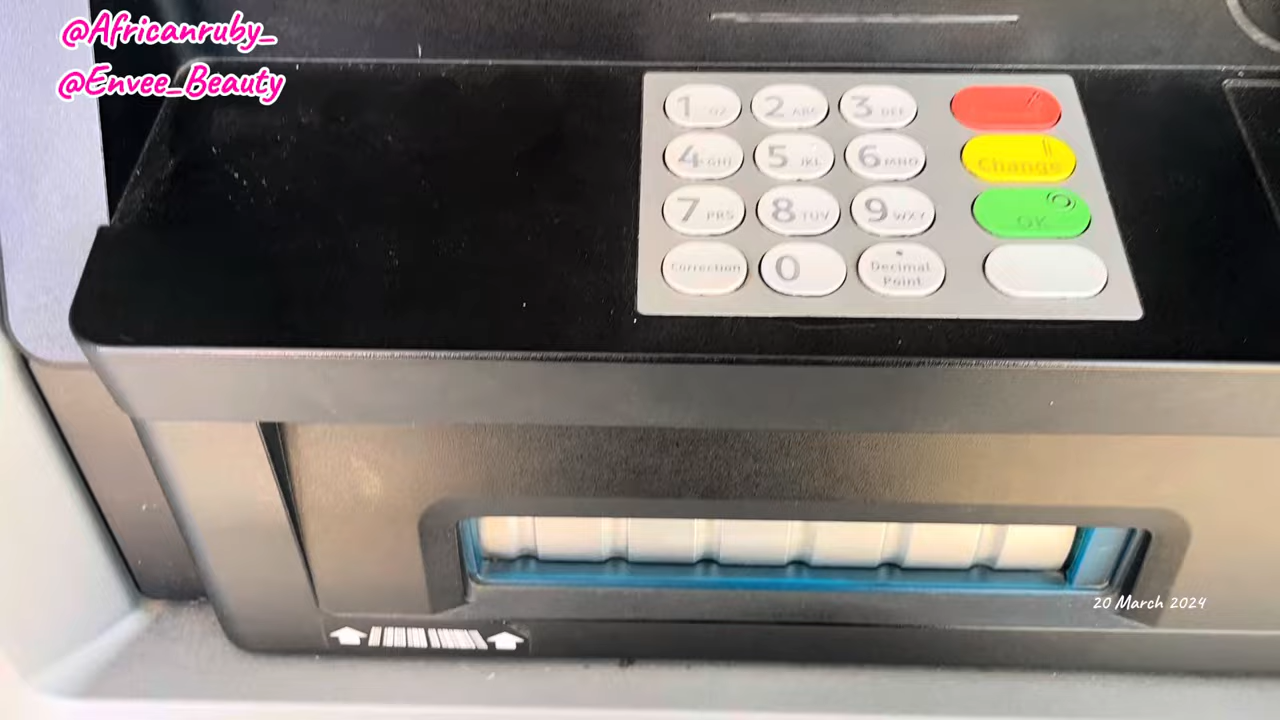 @Africanruby_
@Envee_Beauty
1 QZ 2 ABC 3 DEF
4 GHI 5 JKL 6 MNO Change
7 PRS 8 TUV 9 WXY OK
Correction 0 Decimal Point
20 March 2024